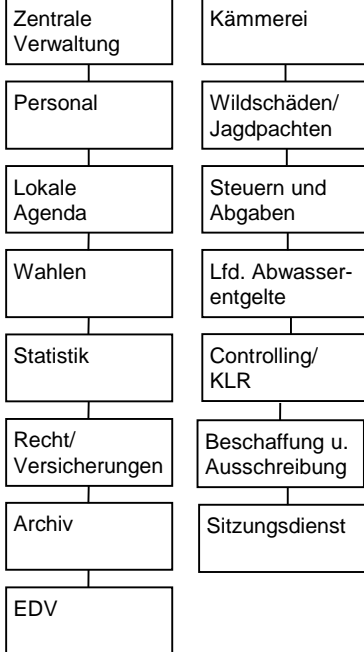 Zentrale
Verwaltung
Personal
Lokale
Agenda
Wahlen
Statistik
Recht/
Versicherungen
Archiv
EDV
Kämmerei
Wildschäden/
Jagdpachten
Steuern und
Abgaben
Lfd. Abwasser-
entgelte
Controlling/
KLR
Beschaffung u.
Ausschreibung
Sitzungsdienst